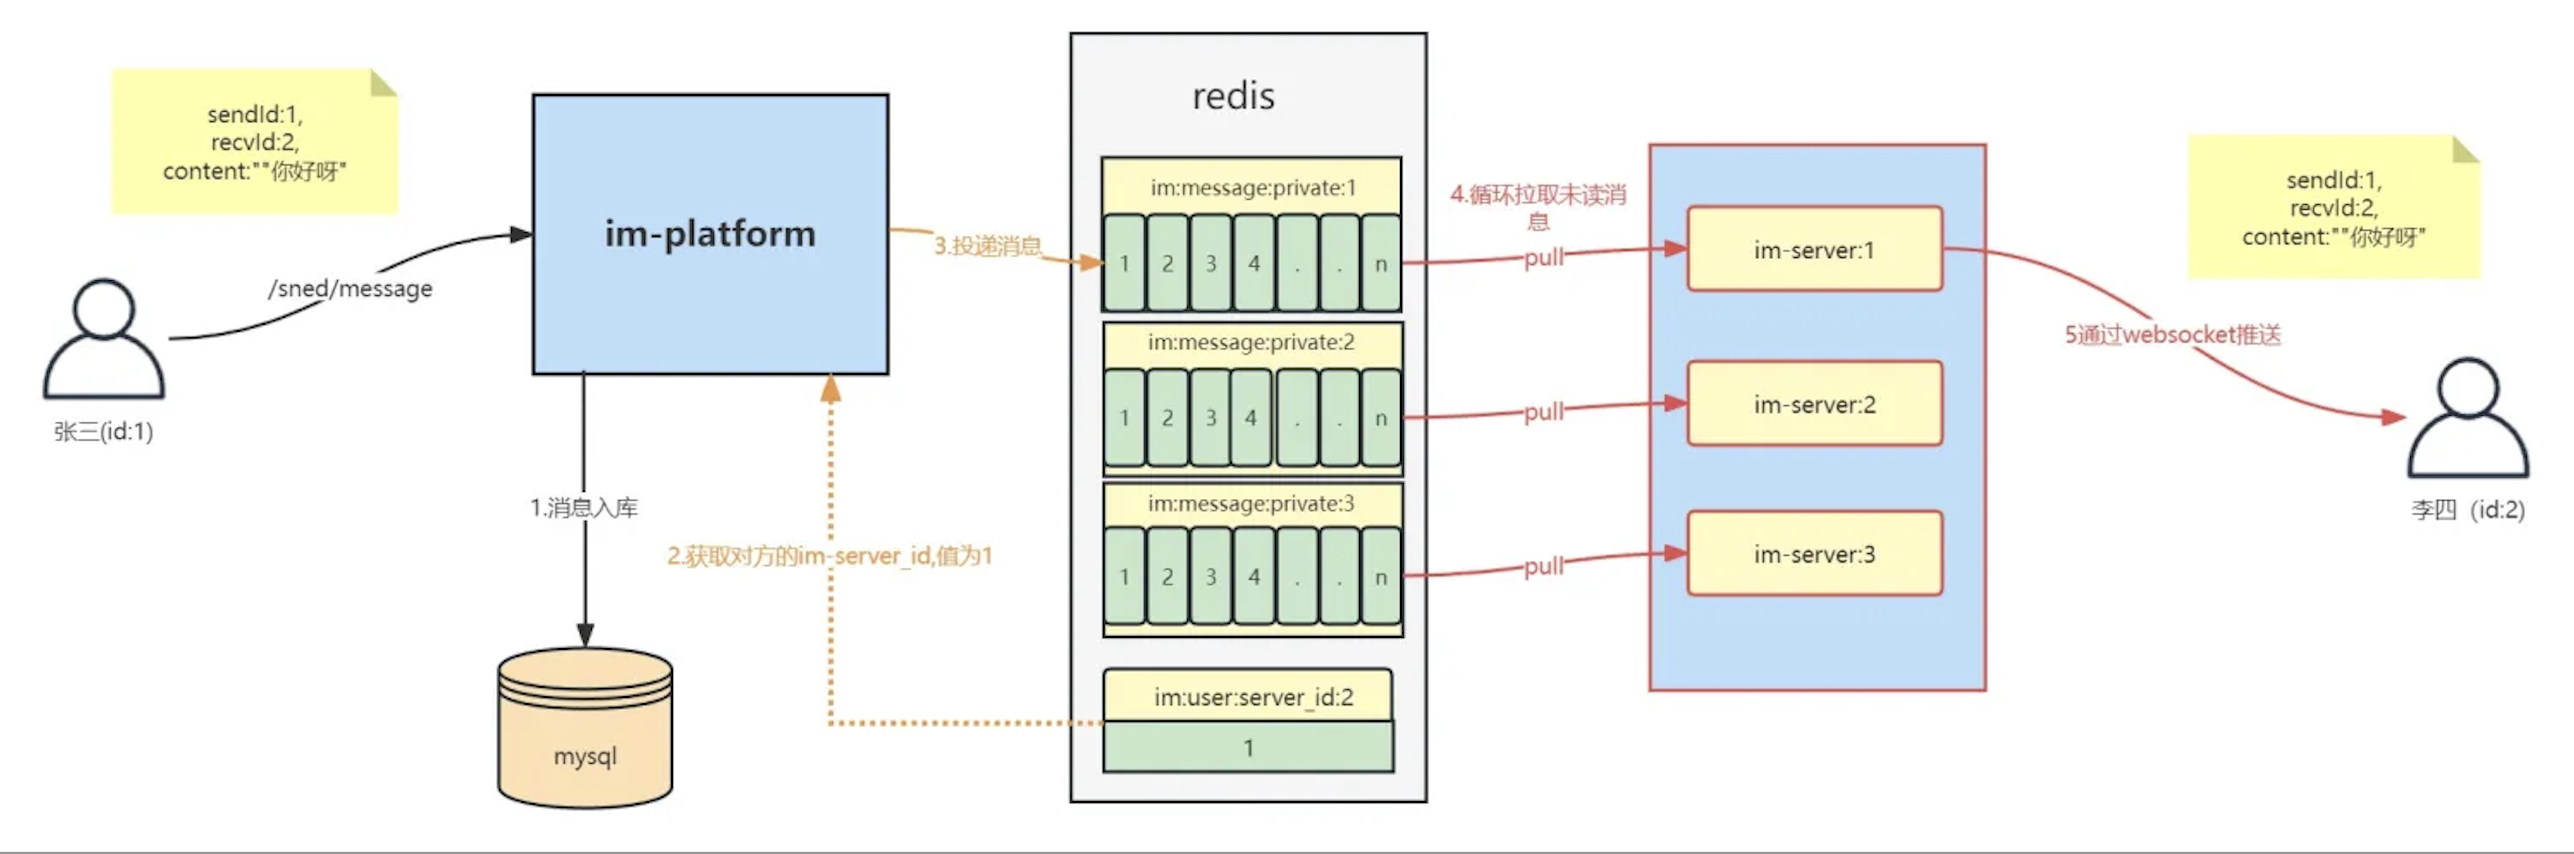 sendId:1,
recvId:2,
content:""你好呀"
/sned/message
张三(id:1)
im-platform
1.消息入库
mysql
2.获取对方的im-server_id,值为1
3.投递消息
redis
im:message:private:1
1 2 3 4 . . n
im:message:private:2
1 2 3 4 . . n
im:message:private:3
1 2 3 4 . . n
im:user:server_id:2
1
4.循环拉取未读消
息
pull
pull
pull
im-server:1
im-server:2
im-server:3
5通过websocket推送
sendId:1,
recvId:2,
content:""你好呀"
李四（id:2)